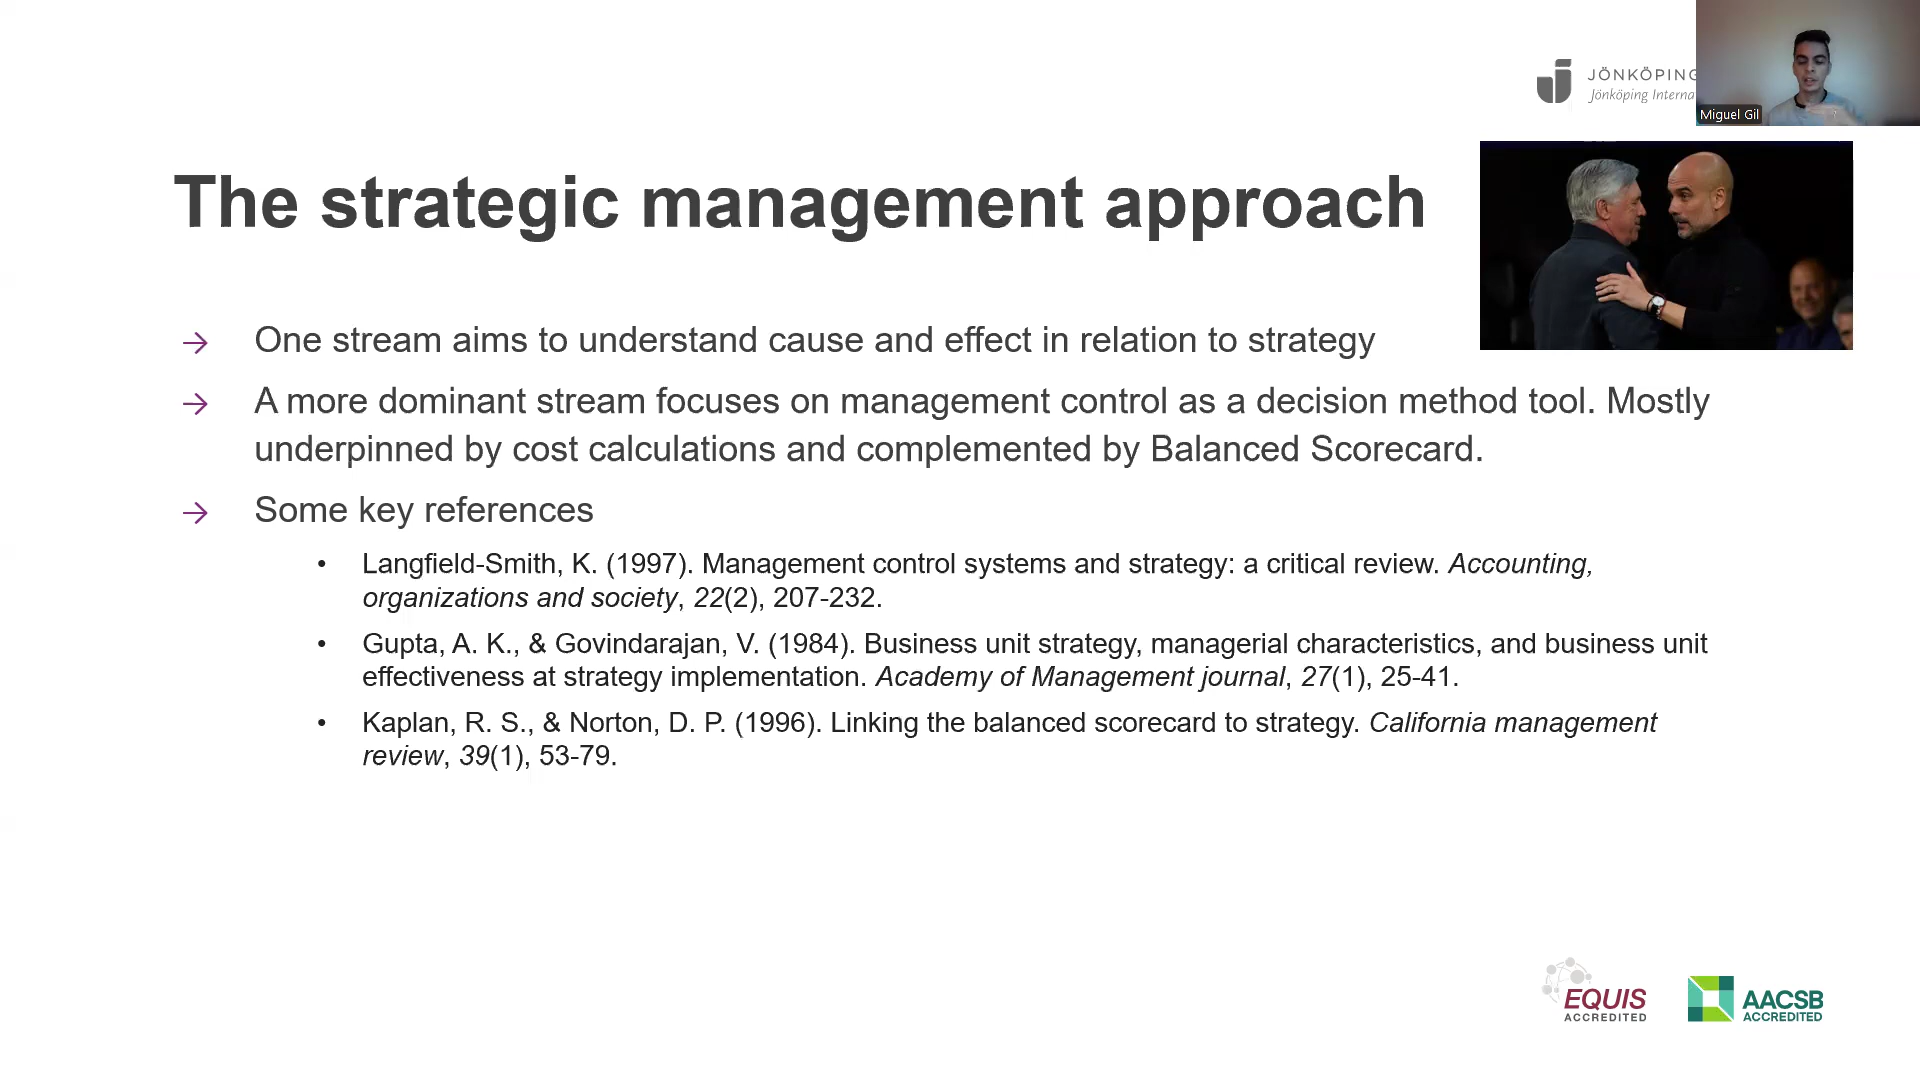 JÖNKÖPING
Jönköping Interna
Miguel Gil
The strategic management approach
→ One stream aims to understand cause and effect in relation to strategy
→ A more dominant stream focuses on management control as a decision method tool. Mostly
underpinned by cost calculations and complemented by Balanced Scorecard.
→ Some key references
• Langfield-Smith, K. (1997). Management control systems and strategy: a critical review. Accounting,
organizations and society, 22(2), 207-232.
• Gupta, A. K., & Govindarajan, V. (1984). Business unit strategy, managerial characteristics, and business unit
effectiveness at strategy implementation. Academy of Management journal, 27(1), 25-41.
• Kaplan, R. S., & Norton, D. P. (1996). Linking the balanced scorecard to strategy. California management
review, 39(1), 53-79.
EQUIS
ACCREDITED
AACSB
ACCREDITED